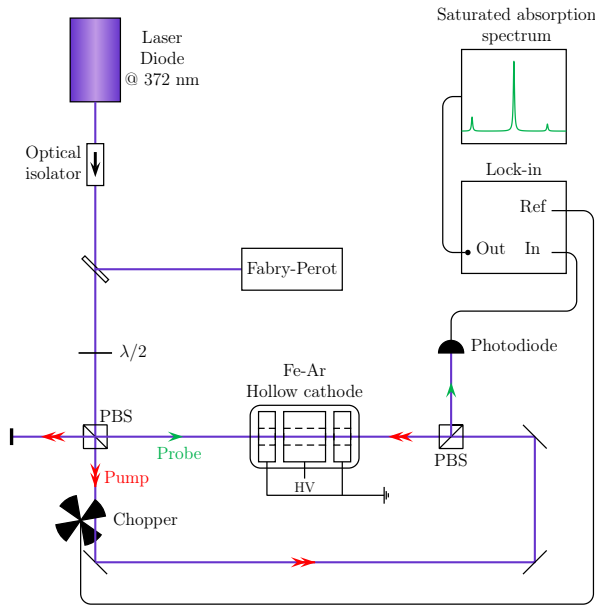 Saturated absorption
spectrum
Laser
Diode
@ 372 nm
Optical
isolator
Lock-in
Ref
Out
In
Fabry-Perot
λ/2
Photodiode
Fe-Ar
Hollow cathode
PBS
Probe
PBS
Pump
HV
Chopper